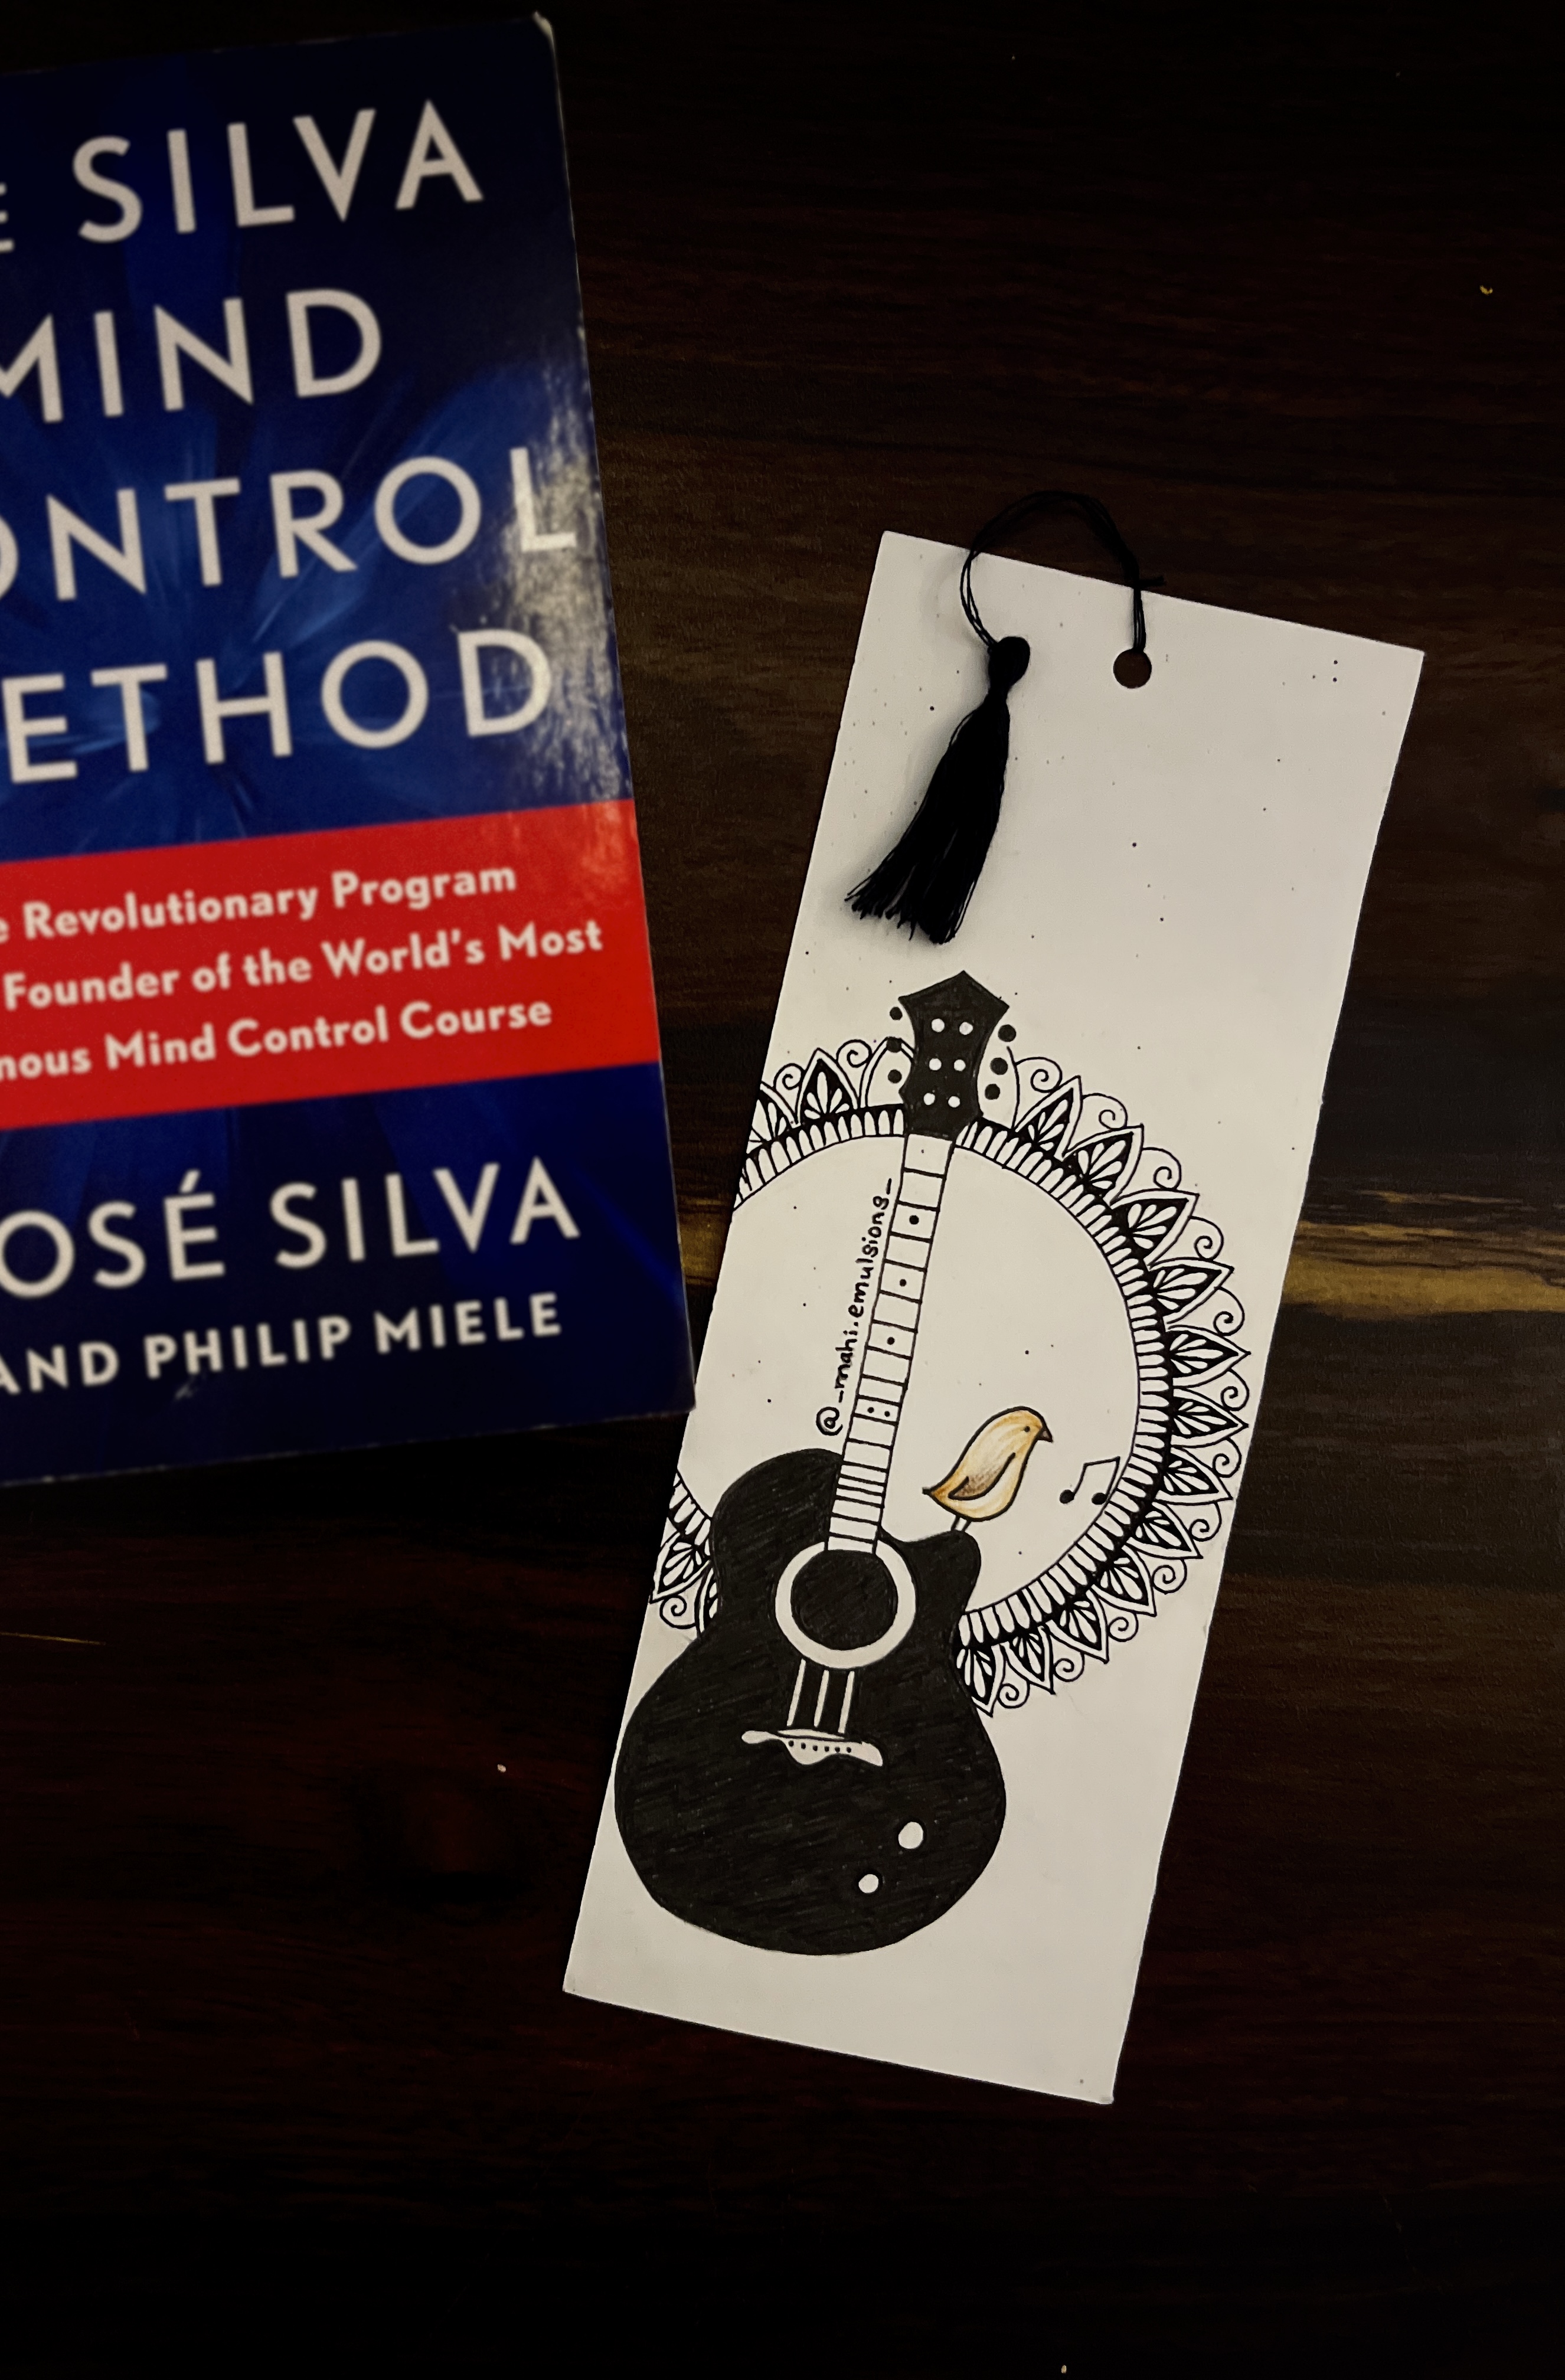 E SILVA
MIND
ONTROL
ETHOD
e Revolutionary Program
Founder of the World's Most
nous Mind Control Course
OSÉ SILVA
AND PHILIP MIELE
@_mahi.emulsions_